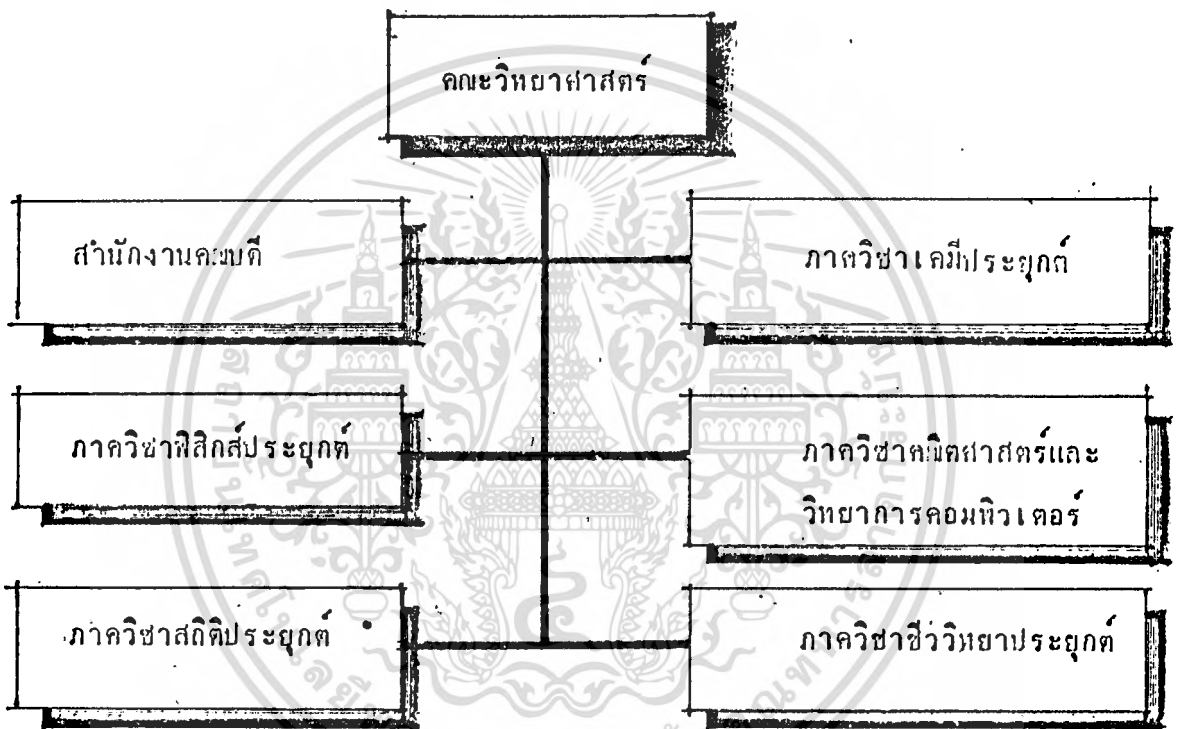 คณะวิทยาศาสตร์
สำนักงานคณบดี
ภาควิชาเคมีประยุกต์
ภาควิชาฟิสิกส์ประยุกต์
ภาควิชาคณิตศาสตร์และ
วิทยาการคอมพิวเตอร์
ภาควิชาสถิติประยุกต์
ภาควิชาชีววิทยาประยุกต์